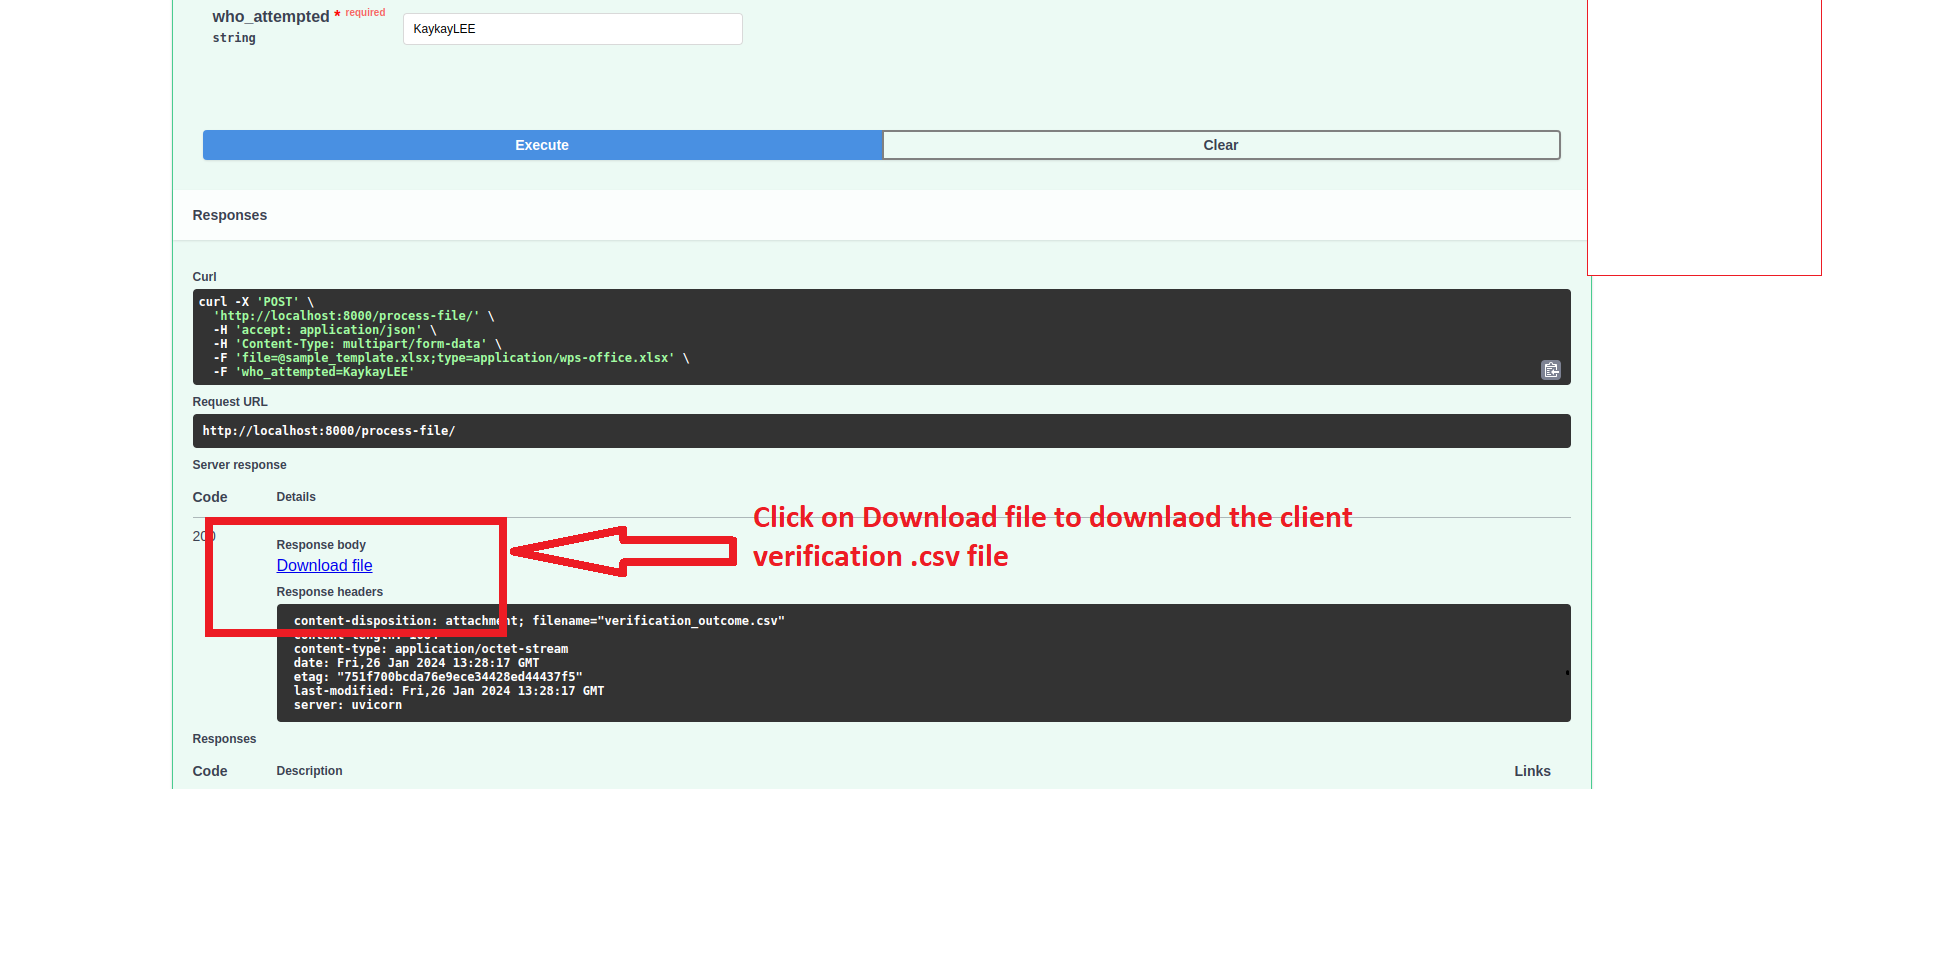 who_attempted * required
string
KaykayLEE
Execute
Clear
Responses
Curl
curl -X 'POST' \
'http://localhost:8000/process-file/' \
-H 'accept: application/json' \
-H 'Content-Type: multipart/form-data' \
-F 'file=@sample_template.xlsx;type=application/wps-office.xlsx' \
-F 'who_attempted=KaykayLEE'
Request URL
http://localhost:8000/process-file/
Server response
Code Details
200
Response body
Download file
Click on Download file to downlaod the client
verification .csv file
Response headers
content-disposition: attachment; filename="verification_outcome.csv"
content-length:
content-type: application/octet-stream
date: Fri,26 Jan 2024 13:28:17 GMT
etag: "751f700bcda76e9ece34428ed44437f5"
last-modified: Fri,26 Jan 2024 13:28:17 GMT
server: uvicorn
Responses
Code Description Links